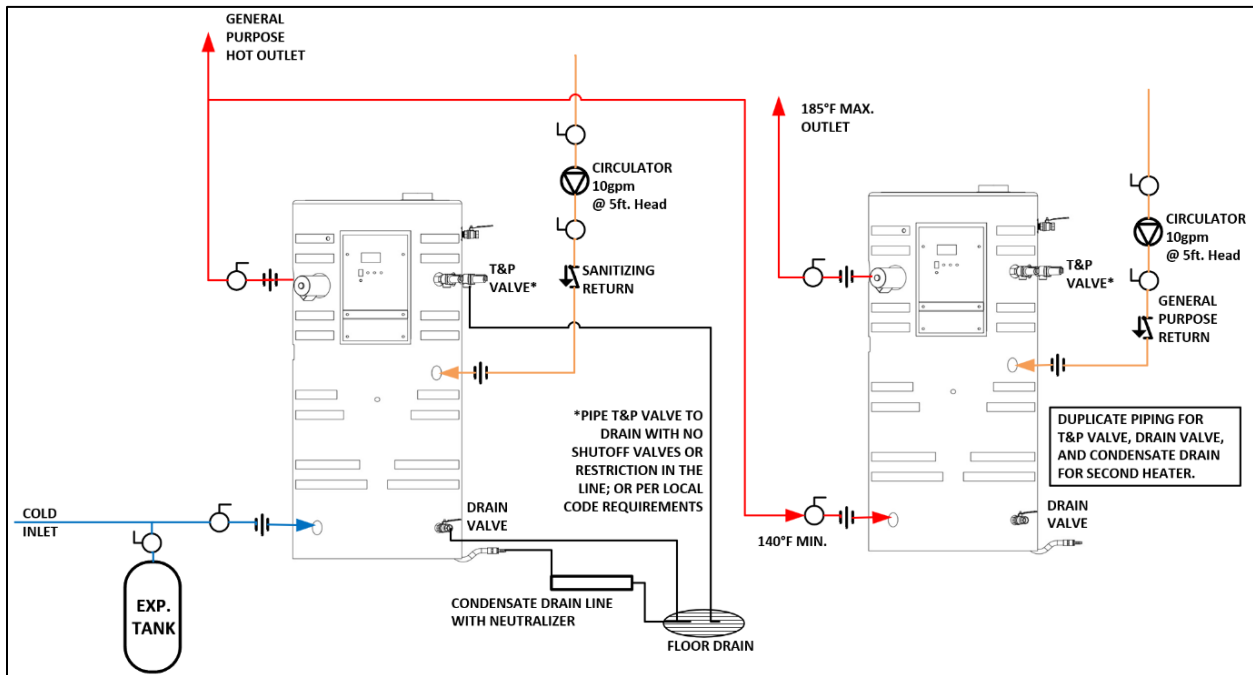 GENERAL
PURPOSE
HOT OUTLET
CIRCULATOR
10gpm
@ 5ft. Head
T&P
VALVE*
SANITIZING
RETURN
*PIPE T&P VALVE TO
DRAIN WITH NO
SHUTOFF VALVES OR
RESTRICTION IN THE
LINE; OR PER LOCAL
CODE REQUIREMENTS
COLD
INLET
EXP.
TANK
DRAIN
VALVE
CONDENSATE DRAIN LINE
WITH NEUTRALIZER
FLOOR DRAIN
185°F MAX.
OUTLET
CIRCULATOR
10gpm
@ 5ft. Head
T&P
VALVE*
GENERAL
PURPOSE
RETURN
DUPLICATE PIPING FOR
T&P VALVE, DRAIN VALVE,
AND CONDENSATE DRAIN
FOR SECOND HEATER.
140°F MIN.
DRAIN
VALVE